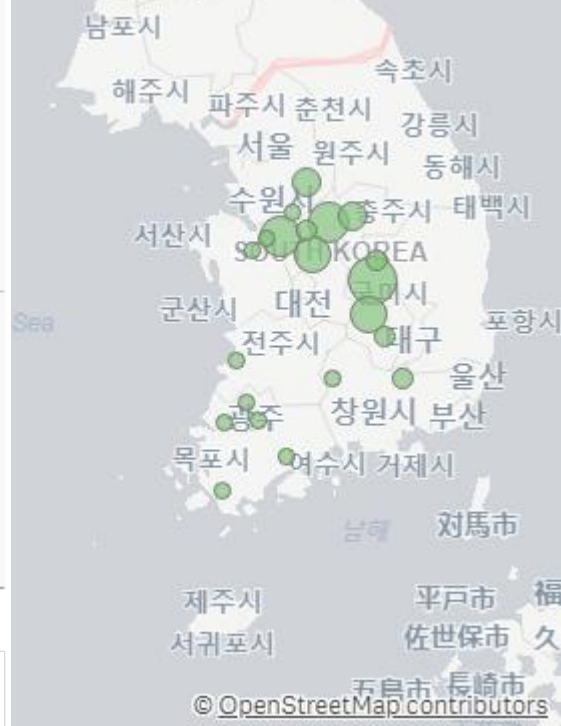 남포시
속초시
해주시
파주시
춘천시
강릉시
서울
원주시
동해시
수원시
충주시
태백시
서산시
SOUTH KOREA
군산시
대전
구미시
Sea
전주시
대구
포항시
울산
광주
창원시
부산
목포시
여수시
거제시
남해
対馬市
제주시
平戸市
福
서귀포시
佐世保市
久
五島市
長崎市
© OpenStreetMap contributors